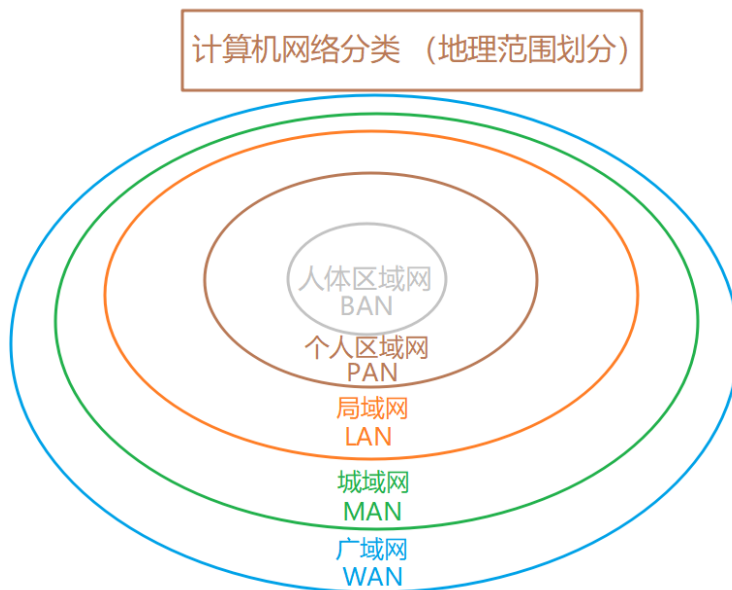 计算机网络分类 （地理范围划分）
人体区域网
BAN
个人区域网
PAN
局域网
LAN
城域网
MAN
广域网
WAN